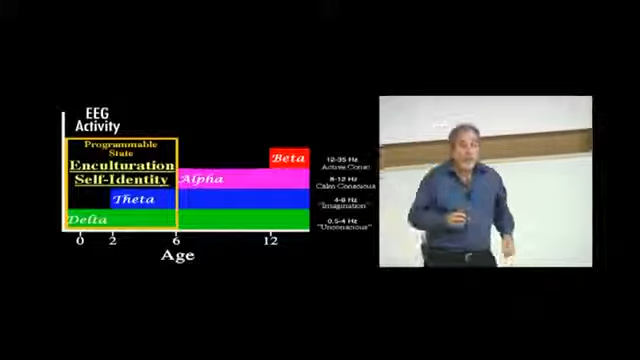 EEG
Activity
Programmable
State
Enculturation
Self-Identity
Beta
Alpha
Theta
Delta
12-35 Hz
Active Consc
8-12 Hz
Calm Conscious
4-8 Hz
"Imagination"
0.5-4 Hz
"Unconscious"
0 2 6 12
Age